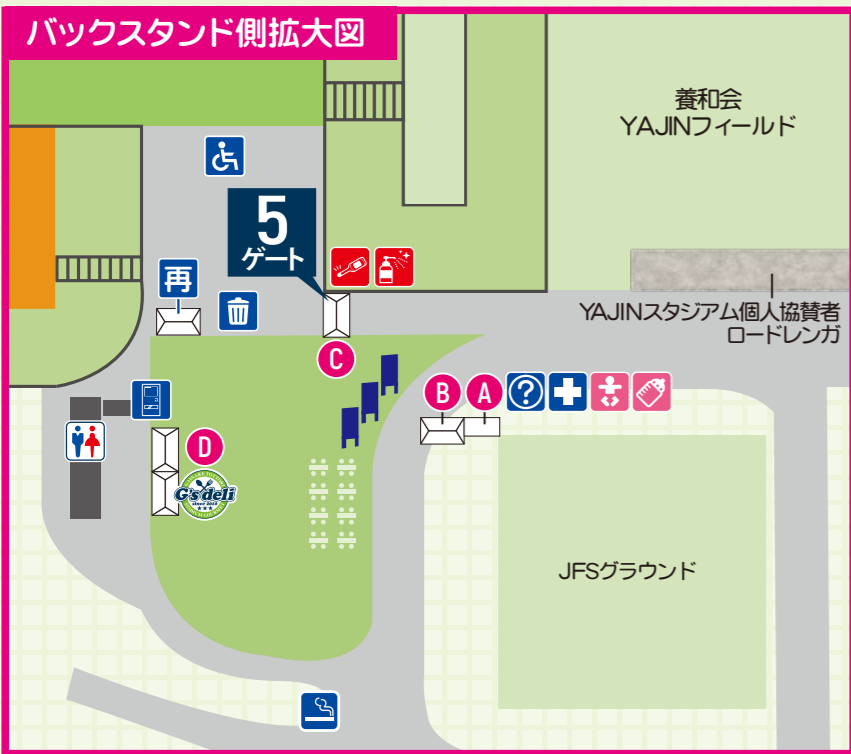 バックスタンド側拡大図
養和会
YAJINフィールド
5
ゲート
再
YAJINスタジアム個人協賛者
ロードレンガ
C
B
A
?
D
G's deli
since 2012
★★★
JFSグラウンド